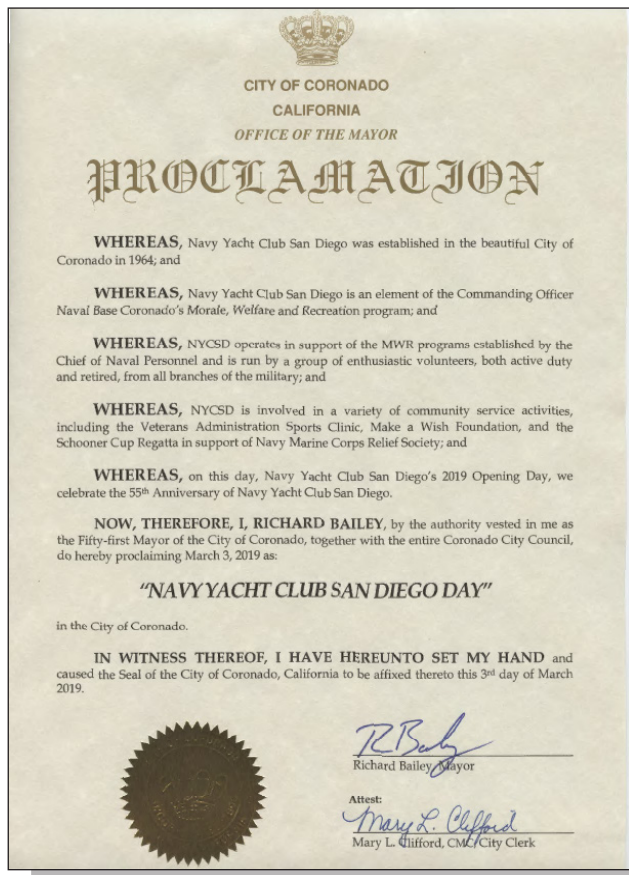 CITY OF CORONADO
CALIFORNIA
OFFICE OF THE MAYOR
PROCLAMATION
WHEREAS, Navy Yacht Club San Diego was established in the beautiful City of
Coronado in 1964; and
WHEREAS, Navy Yacht Club San Diego is an element of the Commanding Officer
Naval Base Coronado's Morale, Welfare and Recreation program; and
WHEREAS, NYCSD operates in support of the MWR programs established by the
Chief of Naval Personnel and is run by a group of enthusiastic volunteers, both active duty
and retired, from all branches of the military; and
WHEREAS, NYCSD is involved in a variety of community service activities,
including the Veterans Administration Sports Clinic, Make a Wish Foundation, and the
Schooner Cup Regatta in support of Navy Marine Corps Relief Society; and
WHEREAS, on this day, Navy Yacht Club San Diego's 2019 Opening Day, we
celebrate the 55th Anniversary of Navy Yacht Club San Diego.
NOW, THEREFORE, I, RICHARD BAILEY, by the authority vested in me as
the Fifty-first Mayor of the City of Coronado, together with the entire Coronado City Council,
do hereby proclaiming March 3, 2019 as:
"NAVY YACHT CLUB SAN DIEGO DAY"
in the City of Coronado.
IN WITNESS THEREOF, I HAVE HEREUNTO SET MY HAND and
caused the Seal of the City of Coronado, California to be affixed thereto this 3rd day of March
2019.
R Bailey
Richard Bailey, Mayor
Attest:
Mary L. Clifford
Mary L. Clifford, CMC/City Clerk